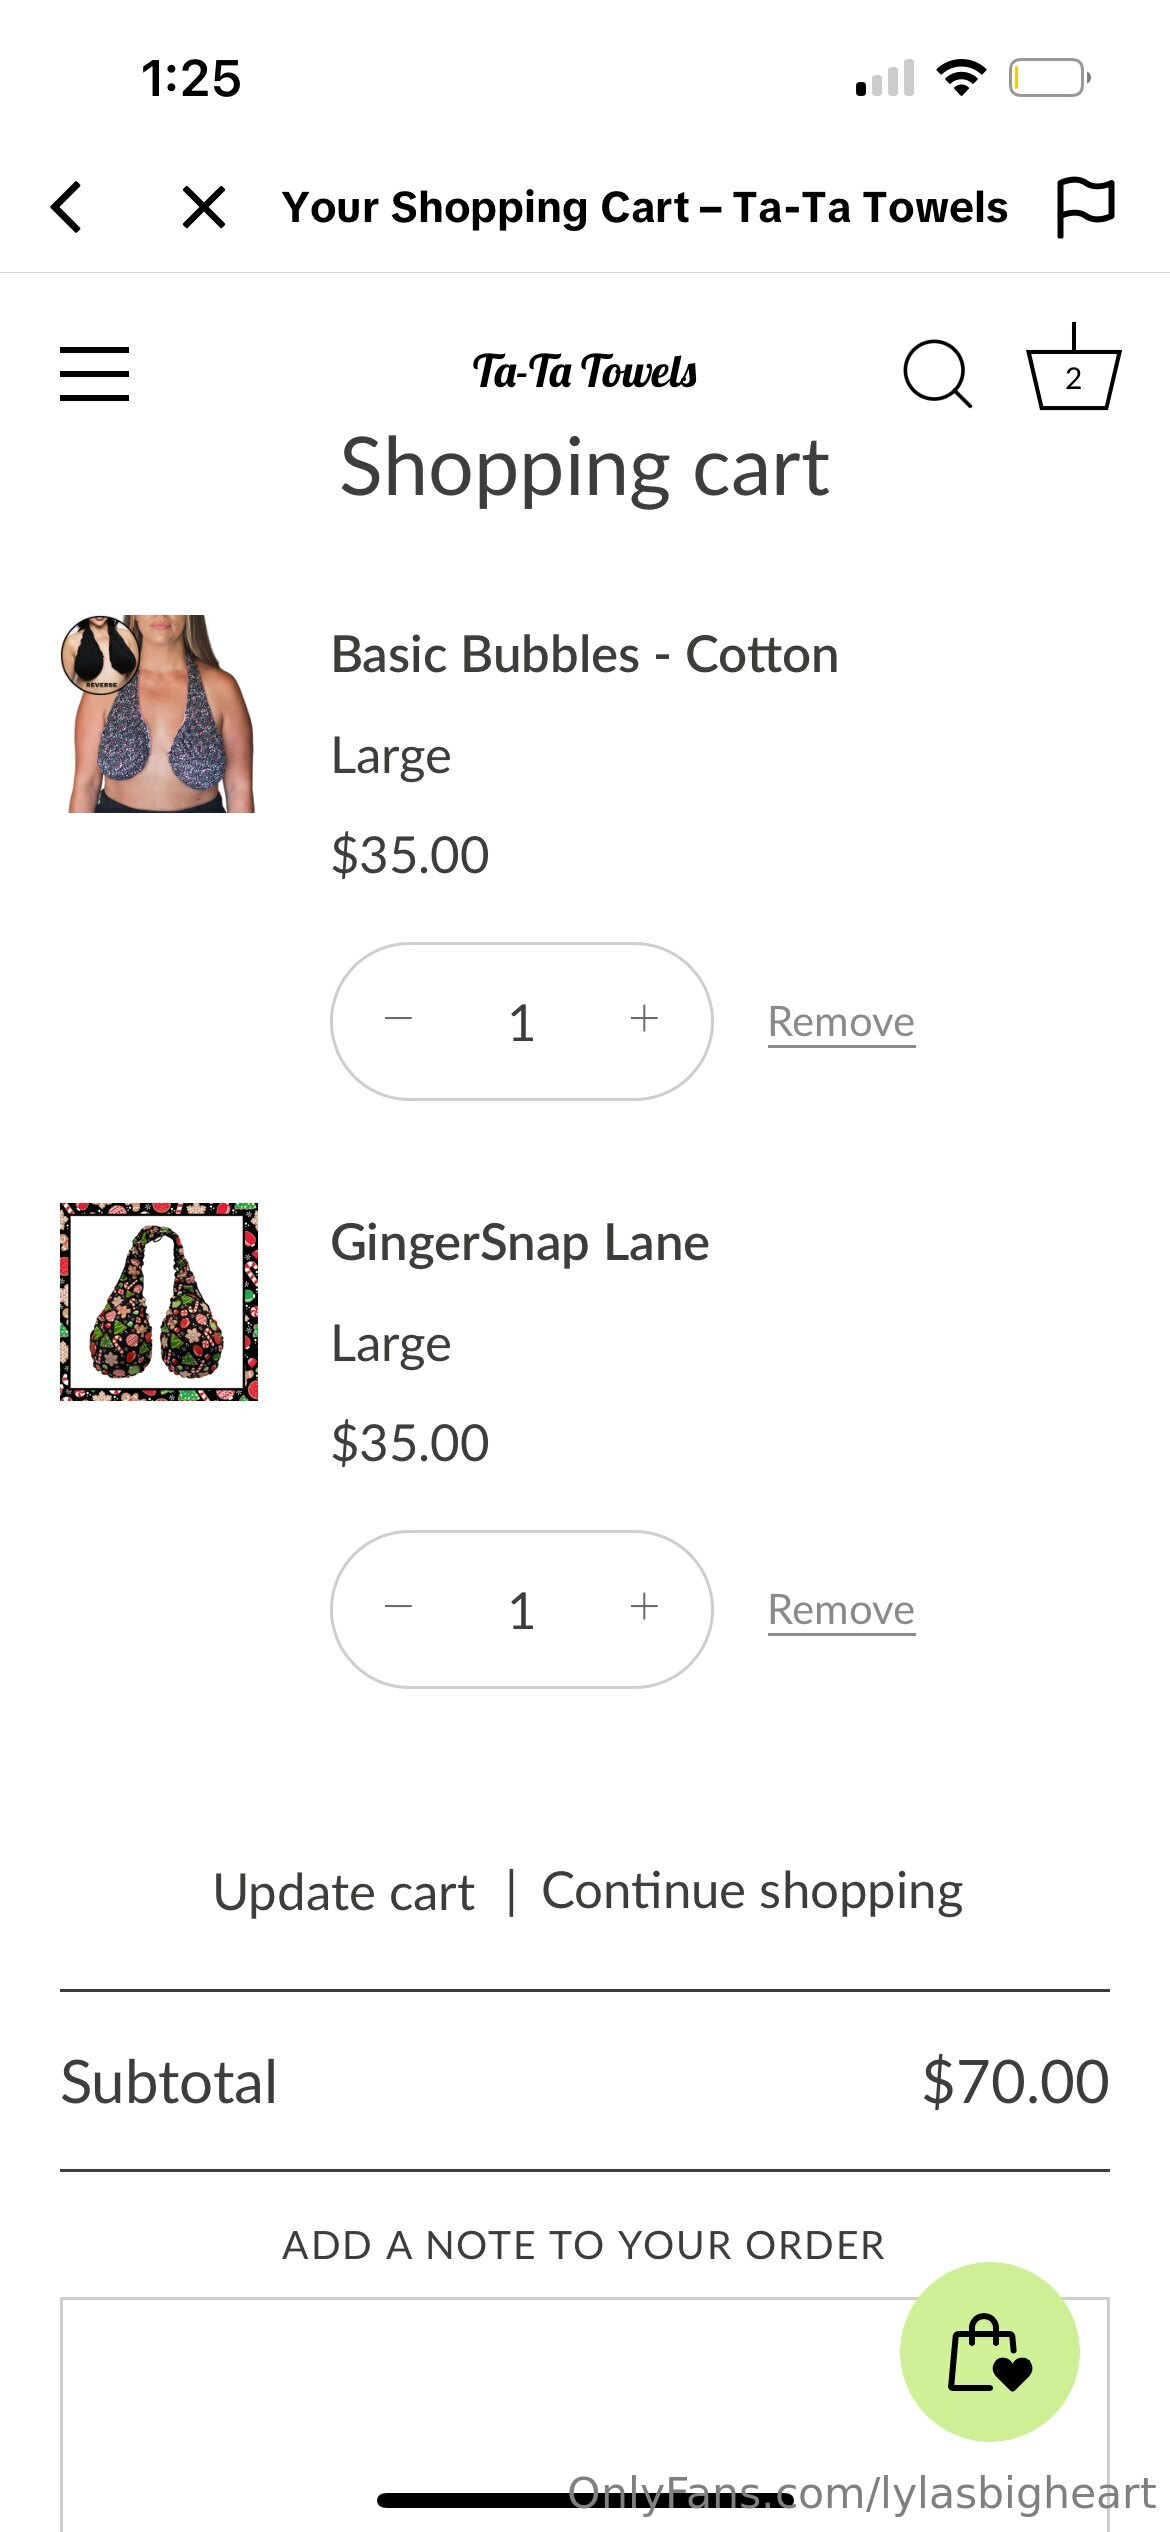 1:25
Your Shopping Cart – Ta-Ta Towels
Ta-Ta Towels
2
Shopping cart
REVERSE
Basic Bubbles - Cotton
Large
$35.00
1
Remove
GingerSnap Lane
Large
$35.00
1
Remove
Update cart | Continue shopping
Subtotal $70.00
ADD A NOTE TO YOUR ORDER
OnlyFans.com/lylasbigheart